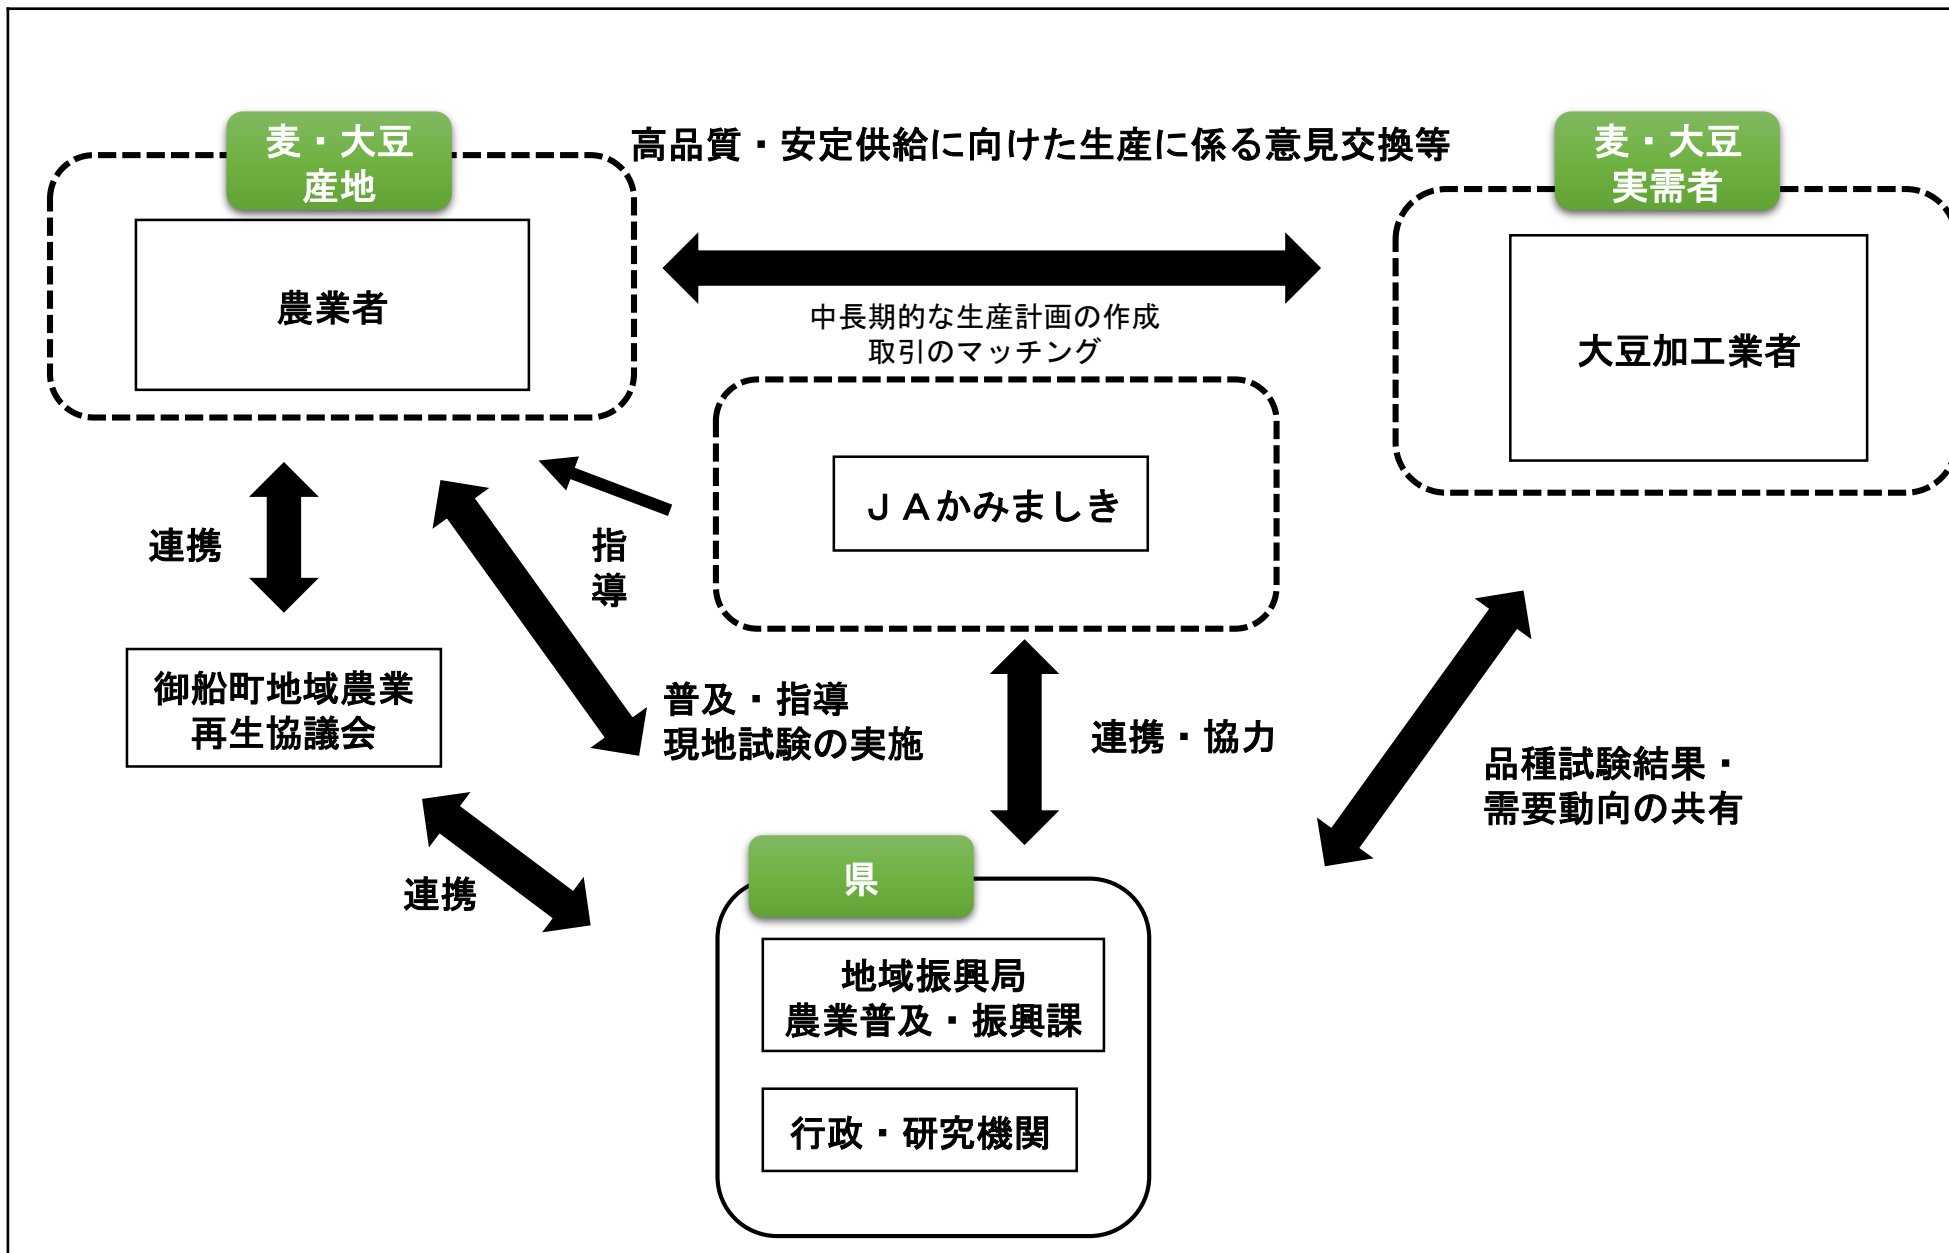 麦・大豆
産地
高品質・安定供給に向けた生産に係る意見交換等
麦・大豆
実需者
農業者
中長期的な生産計画の作成
取引のマッチング
大豆加工業者
ＪＡかみましき
連携
指
導
御船町地域農業
再生協議会
普及・指導
現地試験の実施
連携・協力
品種試験結果・
需要動向の共有
連携
県
地域振興局
農業普及・振興課
行政・研究機関